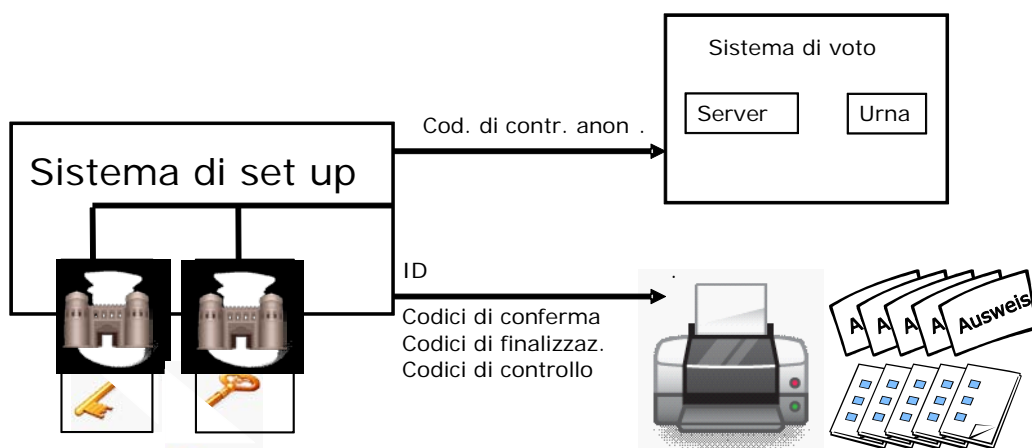 Sistema di voto
Server
Urna
Cod. di contr. anon .
Sistema di set up
ID
.
Codici di conferma
Codici di finalizzaz.
Codici di controllo
A
A
A
A
Ausweis